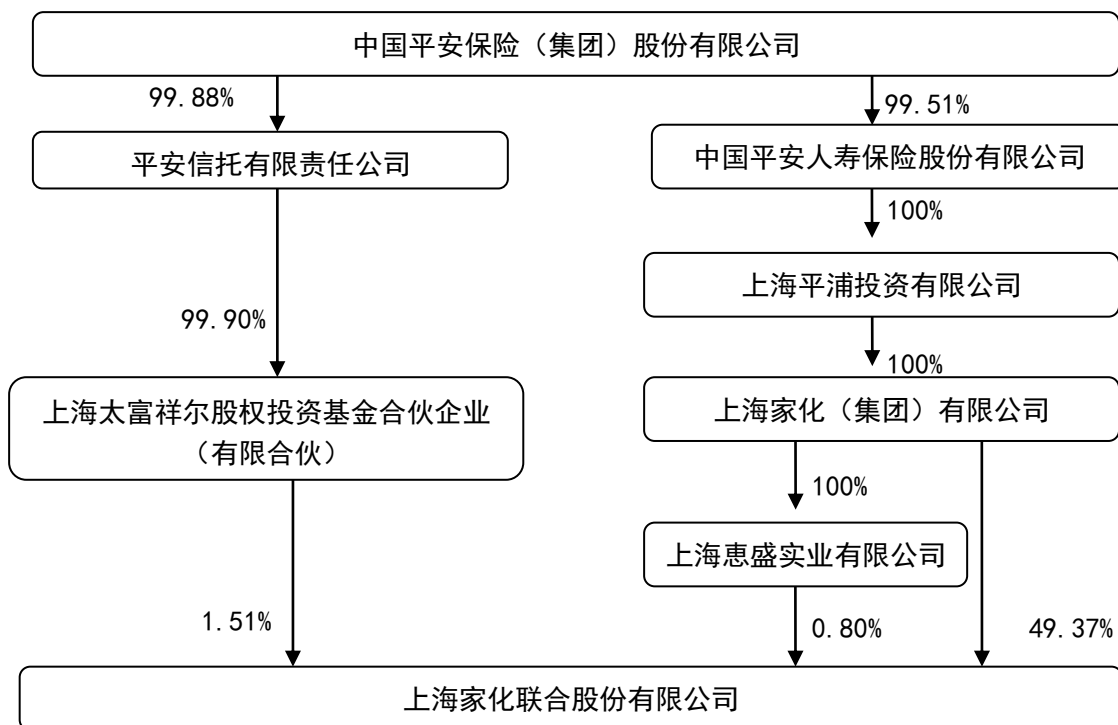 中国平安保险（集团）股份有限公司
99.88%
99.51%
平安信托有限责任公司
中国平安人寿保险股份有限公司
100%
上海平浦投资有限公司
99.90%
100%
上海太富祥尔股权投资基金合伙企业
（有限合伙）
上海家化（集团）有限公司
100%
上海惠盛实业有限公司
1.51%
0.80%
49.37%
上海家化联合股份有限公司